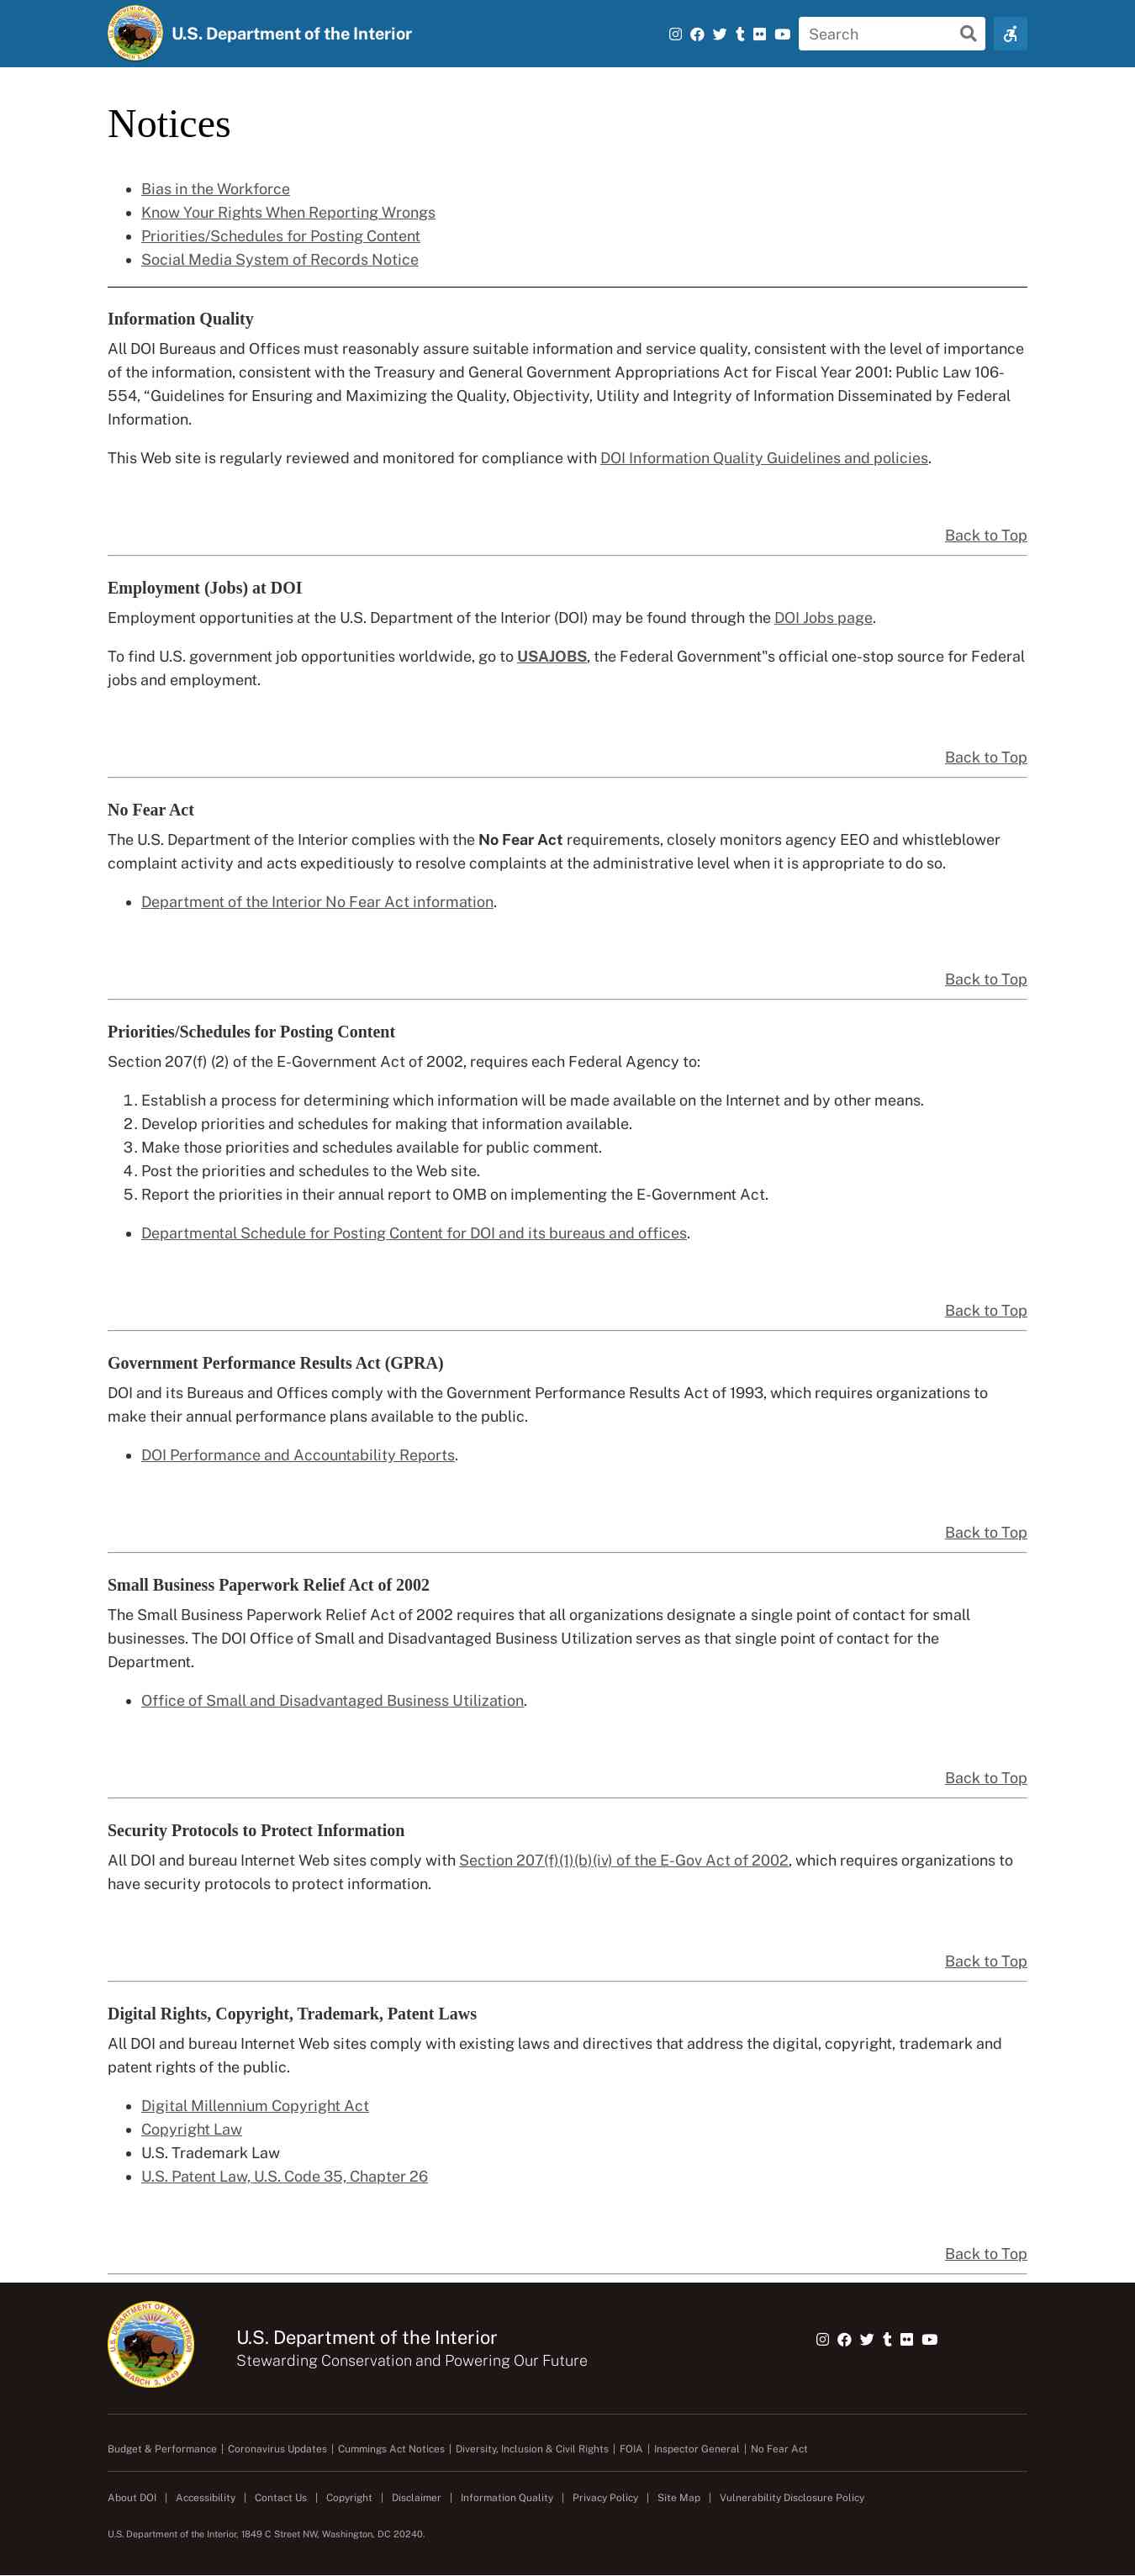 U.S. Department of the Interior
Search
Notices
Bias in the Workforce
Know Your Rights When Reporting Wrongs
Priorities/Schedules for Posting Content
Social Media System of Records Notice
Information Quality
All DOI Bureaus and Offices must reasonably assure suitable information and service quality, consistent with the level of importance
of the information, consistent with the Treasury and General Government Appropriations Act for Fiscal Year 2001: Public Law 106-
554, “Guidelines for Ensuring and Maximizing the Quality, Objectivity, Utility and Integrity of Information Disseminated by Federal
Information.
This Web site is regularly reviewed and monitored for compliance with DOI Information Quality Guidelines and policies.
Back to Top
Employment (Jobs) at DOI
Employment opportunities at the U.S. Department of the Interior (DOI) may be found through the DOI Jobs page.
To find U.S. government job opportunities worldwide, go to USAJOBS, the Federal Government"s official one-stop source for Federal
jobs and employment.
Back to Top
No Fear Act
The U.S. Department of the Interior complies with the No Fear Act requirements, closely monitors agency EEO and whistleblower
complaint activity and acts expeditiously to resolve complaints at the administrative level when it is appropriate to do so.
Department of the Interior No Fear Act information.
Back to Top
Priorities/Schedules for Posting Content
Section 207(f) (2) of the E-Government Act of 2002, requires each Federal Agency to:
1. Establish a process for determining which information will be made available on the Internet and by other means.
2. Develop priorities and schedules for making that information available.
3. Make those priorities and schedules available for public comment.
4. Post the priorities and schedules to the Web site.
5. Report the priorities in their annual report to OMB on implementing the E-Government Act.
Departmental Schedule for Posting Content for DOI and its bureaus and offices.
Back to Top
Government Performance Results Act (GPRA)
DOI and its Bureaus and Offices comply with the Government Performance Results Act of 1993, which requires organizations to
make their annual performance plans available to the public.
DOI Performance and Accountability Reports.
Back to Top
Small Business Paperwork Relief Act of 2002
The Small Business Paperwork Relief Act of 2002 requires that all organizations designate a single point of contact for small
businesses. The DOI Office of Small and Disadvantaged Business Utilization serves as that single point of contact for the
Department.
Office of Small and Disadvantaged Business Utilization.
Back to Top
Security Protocols to Protect Information
All DOI and bureau Internet Web sites comply with Section 207(f)(1)(b)(iv) of the E-Gov Act of 2002, which requires organizations to
have security protocols to protect information.
Back to Top
Digital Rights, Copyright, Trademark, Patent Laws
All DOI and bureau Internet Web sites comply with existing laws and directives that address the digital, copyright, trademark and
patent rights of the public.
Digital Millennium Copyright Act
Copyright Law
U.S. Trademark Law
U.S. Patent Law, U.S. Code 35, Chapter 26
Back to Top
U.S. DEPARTMENT OF THE INTERIOR
MARCH 3, 1849
U.S. Department of the Interior
Stewarding Conservation and Powering Our Future
Budget & Performance | Coronavirus Updates | Cummings Act Notices | Diversity, Inclusion & Civil Rights | FOIA | Inspector General | No Fear Act
About DOI | Accessibility | Contact Us | Copyright | Disclaimer | Information Quality | Privacy Policy | Site Map | Vulnerability Disclosure Policy
U.S. Department of the Interior, 1849 C Street NW, Washington, DC 20240.